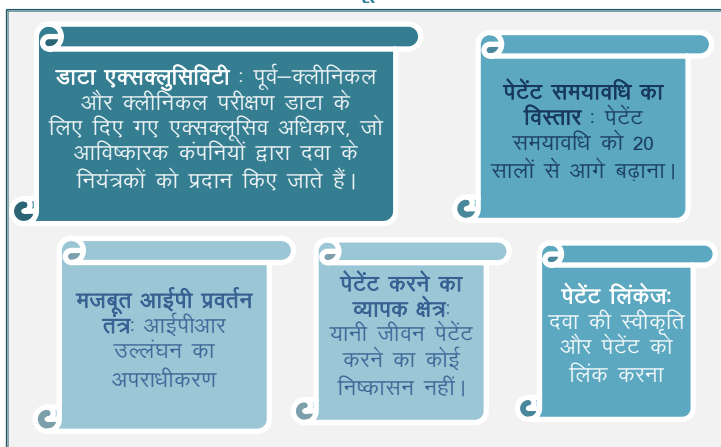 डाटा एक्सक्लुसिविटी : पूर्व–क्लीनिकल
और क्लीनिकल परीक्षण डाटा के
लिए दिए गए एक्सक्लूसिव अधिकार, जो
आविष्कारक कंपनियों द्वारा दवा के
नियंत्रकों को प्रदान किए जाते हैं।
पेटेंट समयावधि का
विस्तार : पेटेंट
समयावधि को 20
सालों से आगे बढ़ाना।
मजबूत आईपी प्रवर्तन
तंत्रः आईपीआर
उल्लंघन का
अपराधीकरण
पेटेंट करने का
व्यापक क्षेत्रः
यानी जीवन पेटेंट
करने का कोई
निष्कासन नहीं।
पेटेंट लिंकेजः
दवा की स्वीकृति
और पेटेंट को
लिंक करना